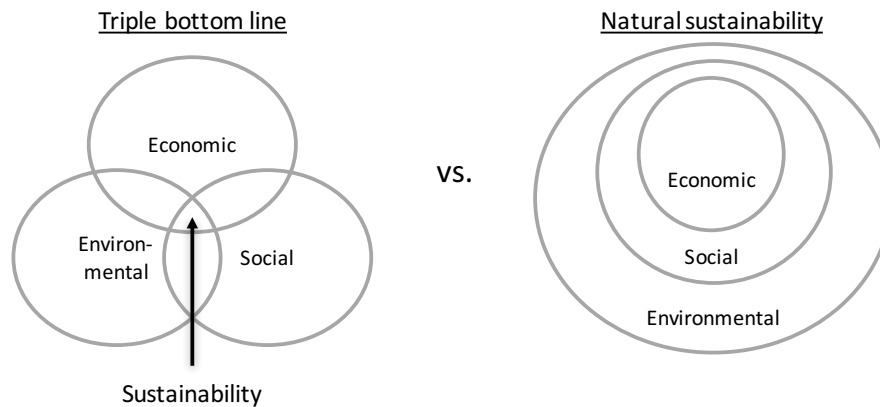 Triple bottom line
Economic
Environ-
mental
Social
Sustainability
vs.
Natural sustainability
Economic
Social
Environmental